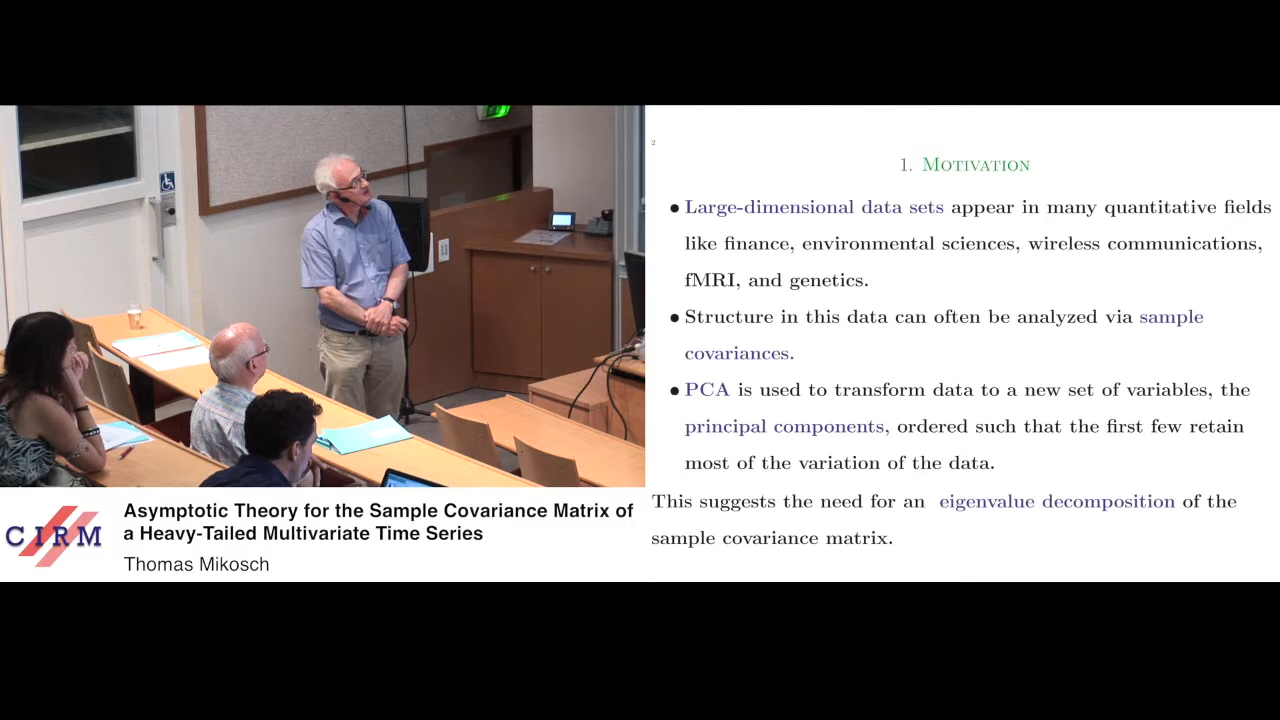 2
1. MOTIVATION
● Large-dimensional data sets appear in many quantitative fields
like finance, environmental sciences, wireless communications,
fMRI, and genetics.
● Structure in this data can often be analyzed via sample
covariances.
● PCA is used to transform data to a new set of variables, the
principal components, ordered such that the first few retain
most of the variation of the data.
This suggests the need for an eigenvalue decomposition of the
sample covariance matrix.
CIRM
Asymptotic Theory for the Sample Covariance Matrix of
a Heavy-Tailed Multivariate Time Series
Thomas Mikosch